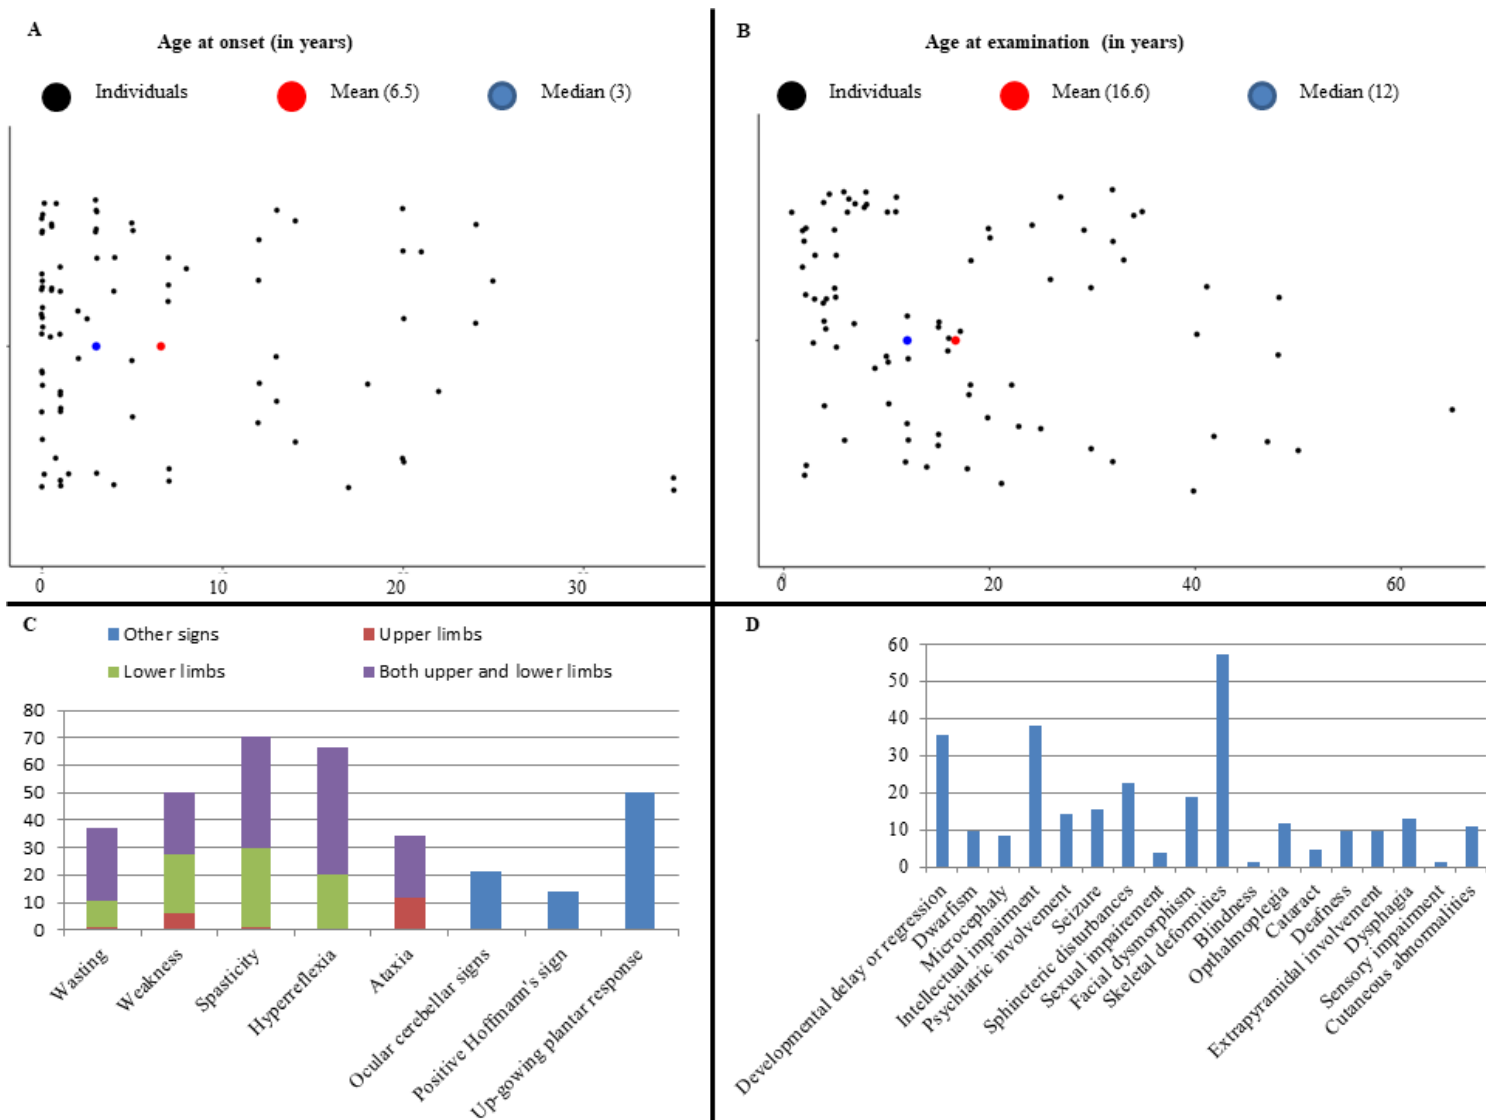 A
Age at onset (in years)
Individuals
Mean (6.5)
Median (3)
0
10
20
30
B
Age at examination (in years)
Individuals
Mean (16.6)
Median (12)
0
20
40
60
C
Other signs
Upper limbs
Lower limbs
Both upper and lower limbs
80
70
60
50
40
30
20
10
0
Wasting
Weakness
Spasticity
Hyperreflexia
Ataxia
Ocular cerebellar signs
Positive Hoffmann's sign
Up-gowing plantar response
D
60
50
40
30
20
10
0
Developmental delay or regression
Dwarfism
Microcephaly
Intellectual impairment
Psychiatric involvement
Seizure
Sphincteric disturbances
Sexual impairement
Facial dysmorphism
Skeletal deformities
Blindness
Opthalmoplegia
Cataract
Deafness
Extrapyramidal involvement
Dysphagia
Sensory impairment
Cutaneous abnormalities